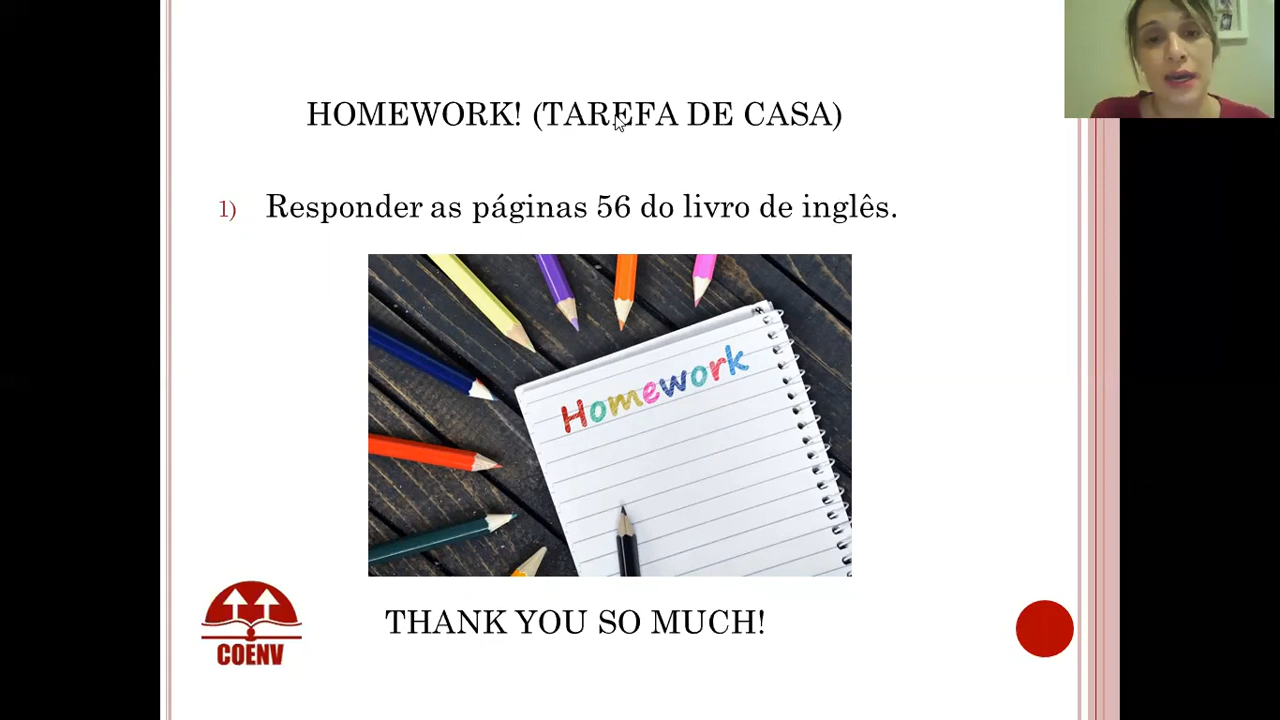 HOMEWORK! (TAREFA DE CASA)
1) Responder as páginas 56 do livro de inglês.
Homework
COENV
THANK YOU SO MUCH!